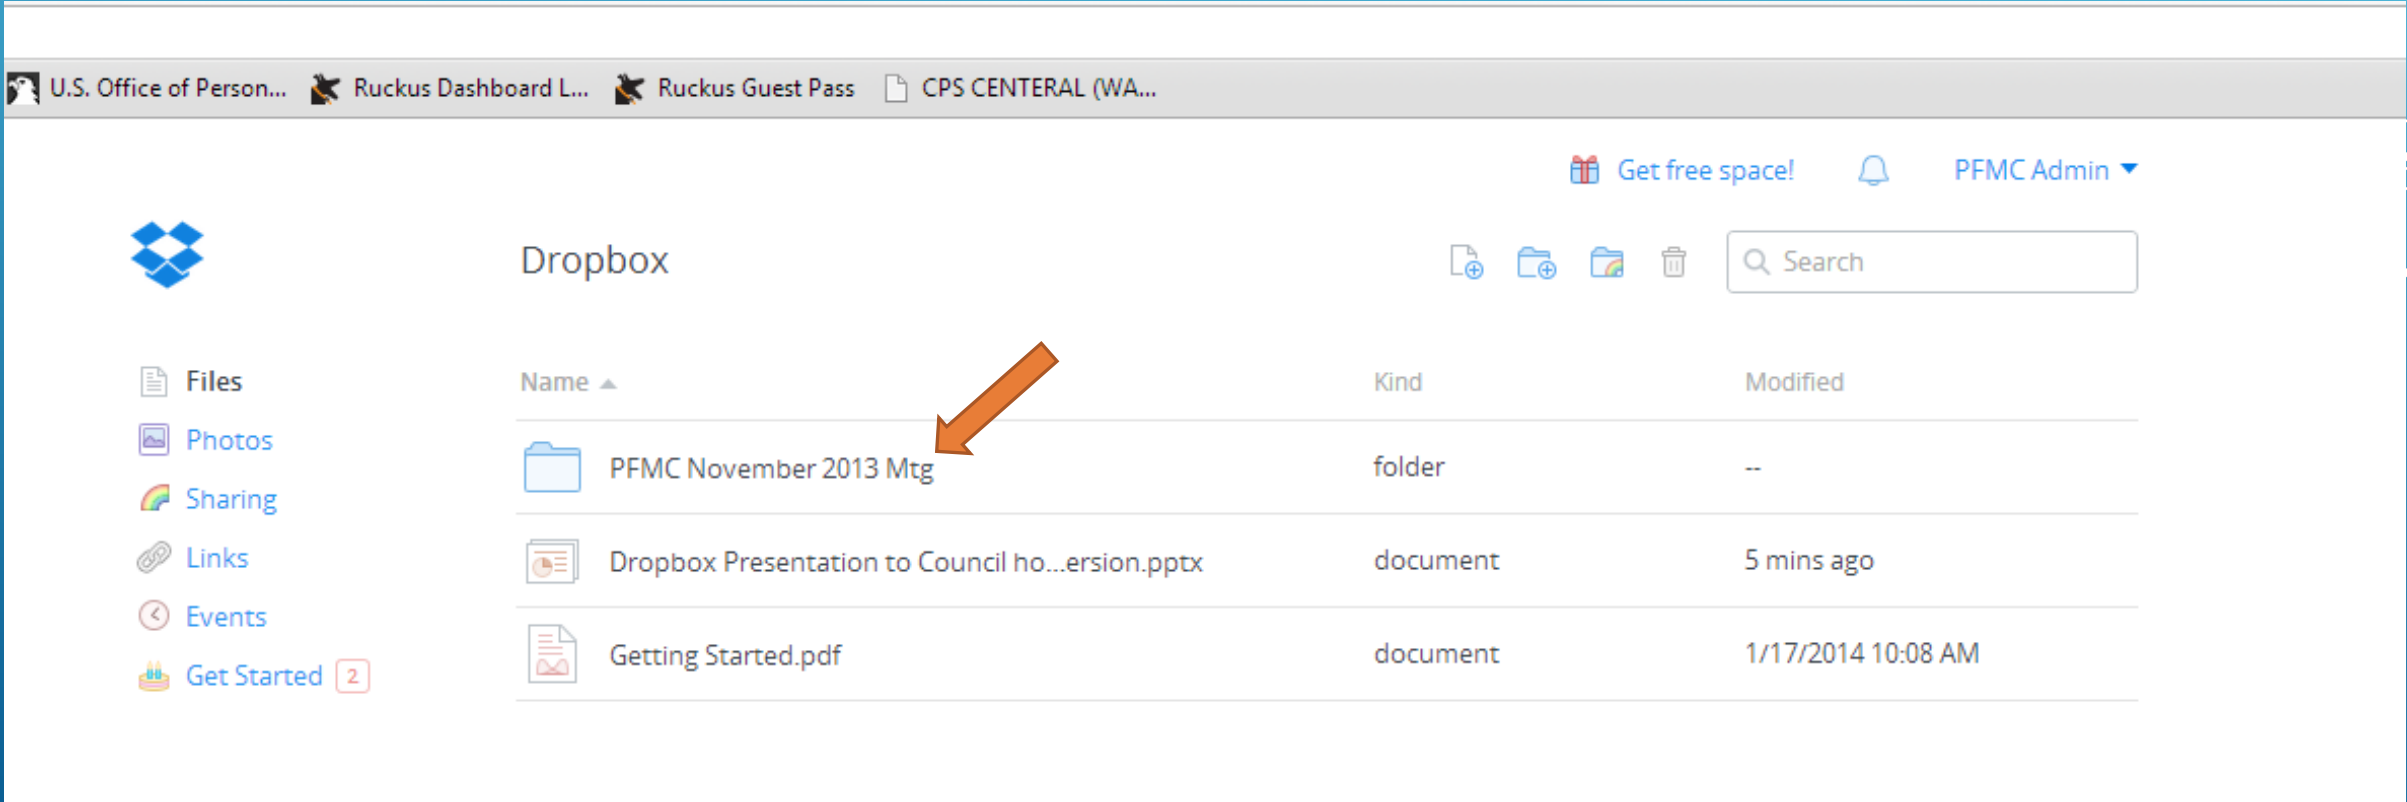 U.S. Office of Person... Ruckus Dashboard L... Ruckus Guest Pass CPS CENTERAL (WA...
Get free space! PFMC Admin
Dropbox Search
Files Name Kind Modified
Photos
PFMC November 2013 Mtg folder --
Sharing
Links Dropbox Presentation to Council ho...ersion.pptx document 5 mins ago
Events
Getting Started.pdf document 1/17/2014 10:08 AM
Get Started 2